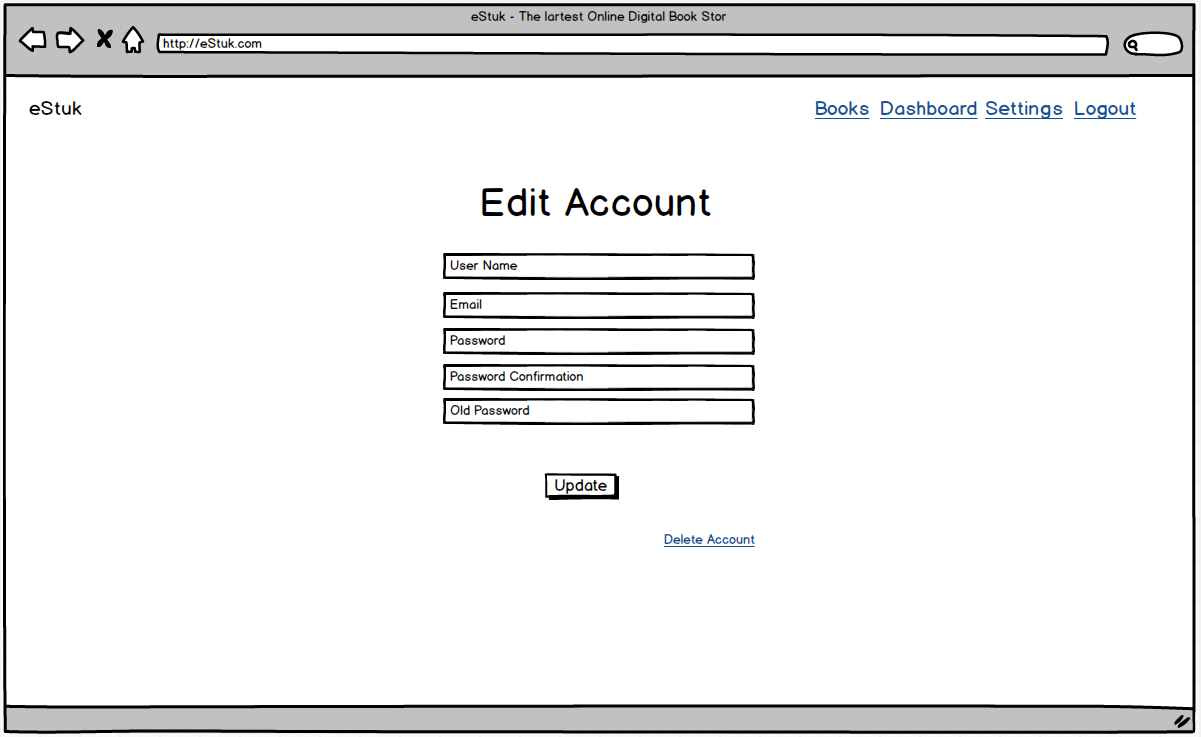 eStuk - The lartest Online Digital Book Stor
http://eStuk.com
eStuk
Books Dashboard Settings Logout
Edit Account
User Name
Email
Password
Password Confirmation
Old Password
Update
Delete Account